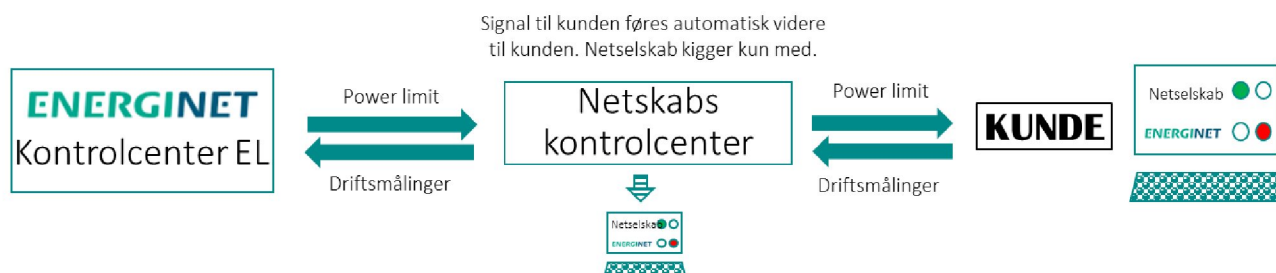 Signal til kunden føres automatisk videre
til kunden. Netselskab kigger kun med.
ENERGINET
Kontrolcenter EL
Power limit
Driftsmålinger
Netskabs
kontrolcenter
Power limit
Driftsmålinger
KUNDE
Netselskab
ENERGINET
Netselskab
ENERGINET